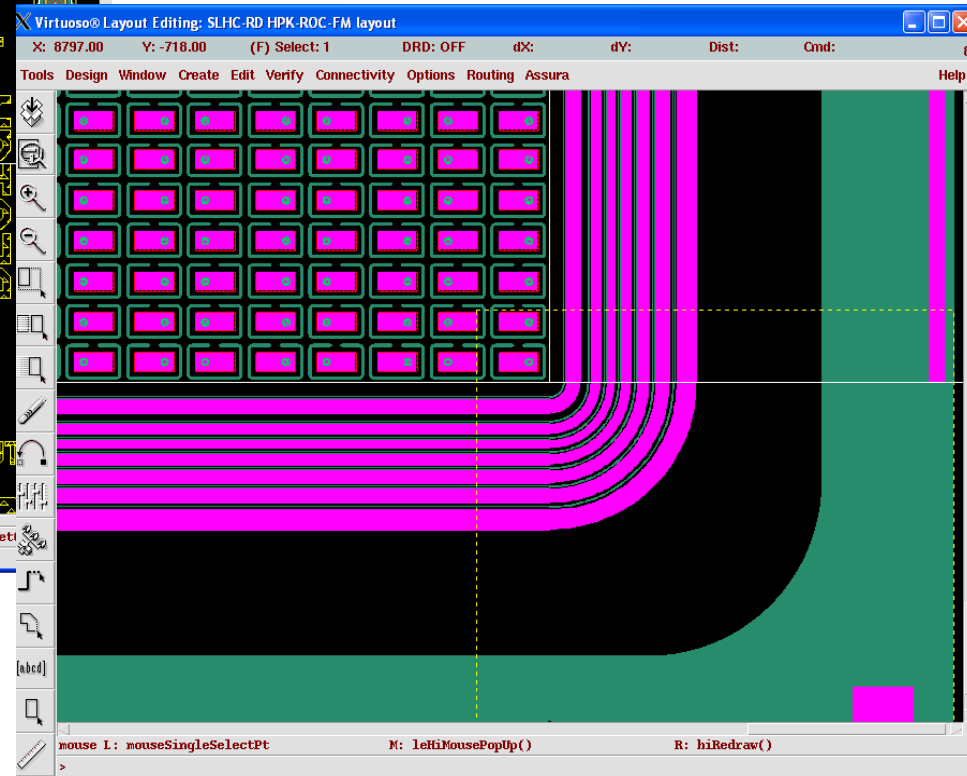 Virtuoso® Layout Editing: SLHC-RD HPK-ROC-FM layout
X: 8797.00 Y: -718.00 (F) Select: 1 DRD: OFF dX: dY: Dist: Cmd:
Tools Design Window Create Edit Verify Connectivity Options Routing Assura Help
[abcd]
mouse L: mouseSingleSelectPt M: leHiMousePopUp() R: hiRedraw()
>